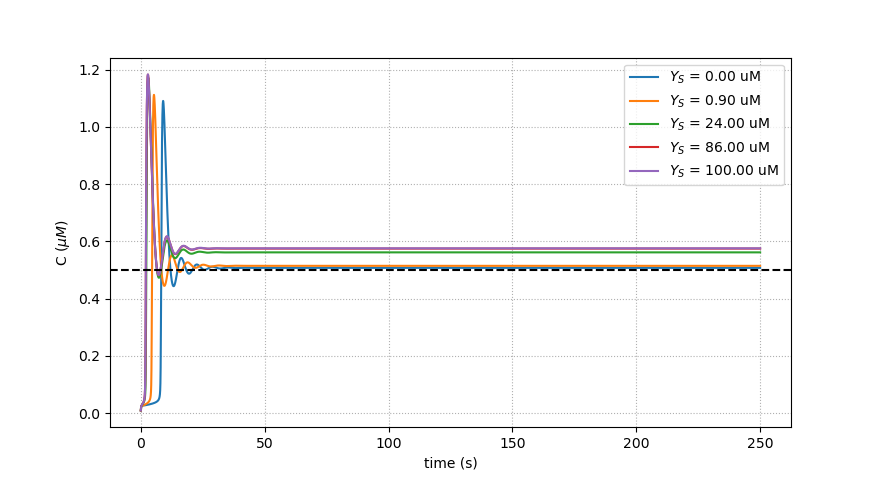 1.2
1.0
0.8
0.6
0.4
0.2
0.0
C (μM)
0
50
100
150
200
250
time (s)
Y_S = 0.00 uM
Y_S = 0.90 uM
Y_S = 24.00 uM
Y_S = 86.00 uM
Y_S = 100.00 uM